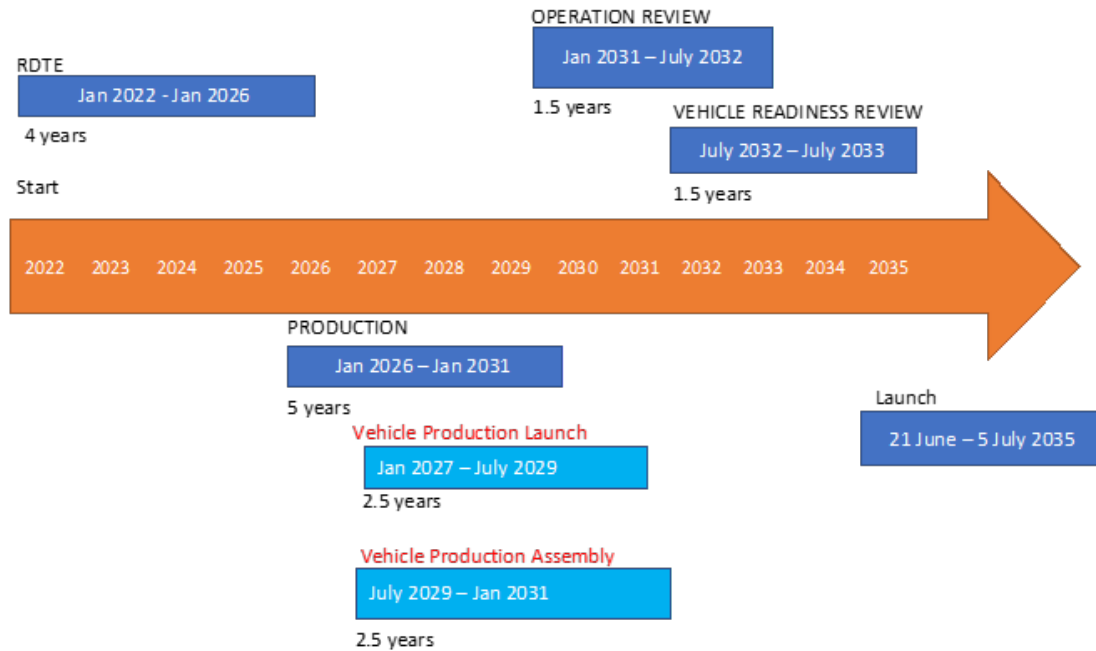 OPERATION REVIEW
Jan 2031 – July 2032
1.5 years
RDTE
Jan 2022 - Jan 2026
4 years
VEHICLE READINESS REVIEW
July 2032 – July 2033
1.5 years
Start
2022 2023 2024 2025 2026 2027 2028 2029 2030 2031 2032 2033 2034 2035
PRODUCTION
Jan 2026 – Jan 2031
5 years
Vehicle Production Launch
Jan 2027 – July 2029
2.5 years
Vehicle Production Assembly
July 2029 – Jan 2031
2.5 years
Launch
21 June – 5 July 2035